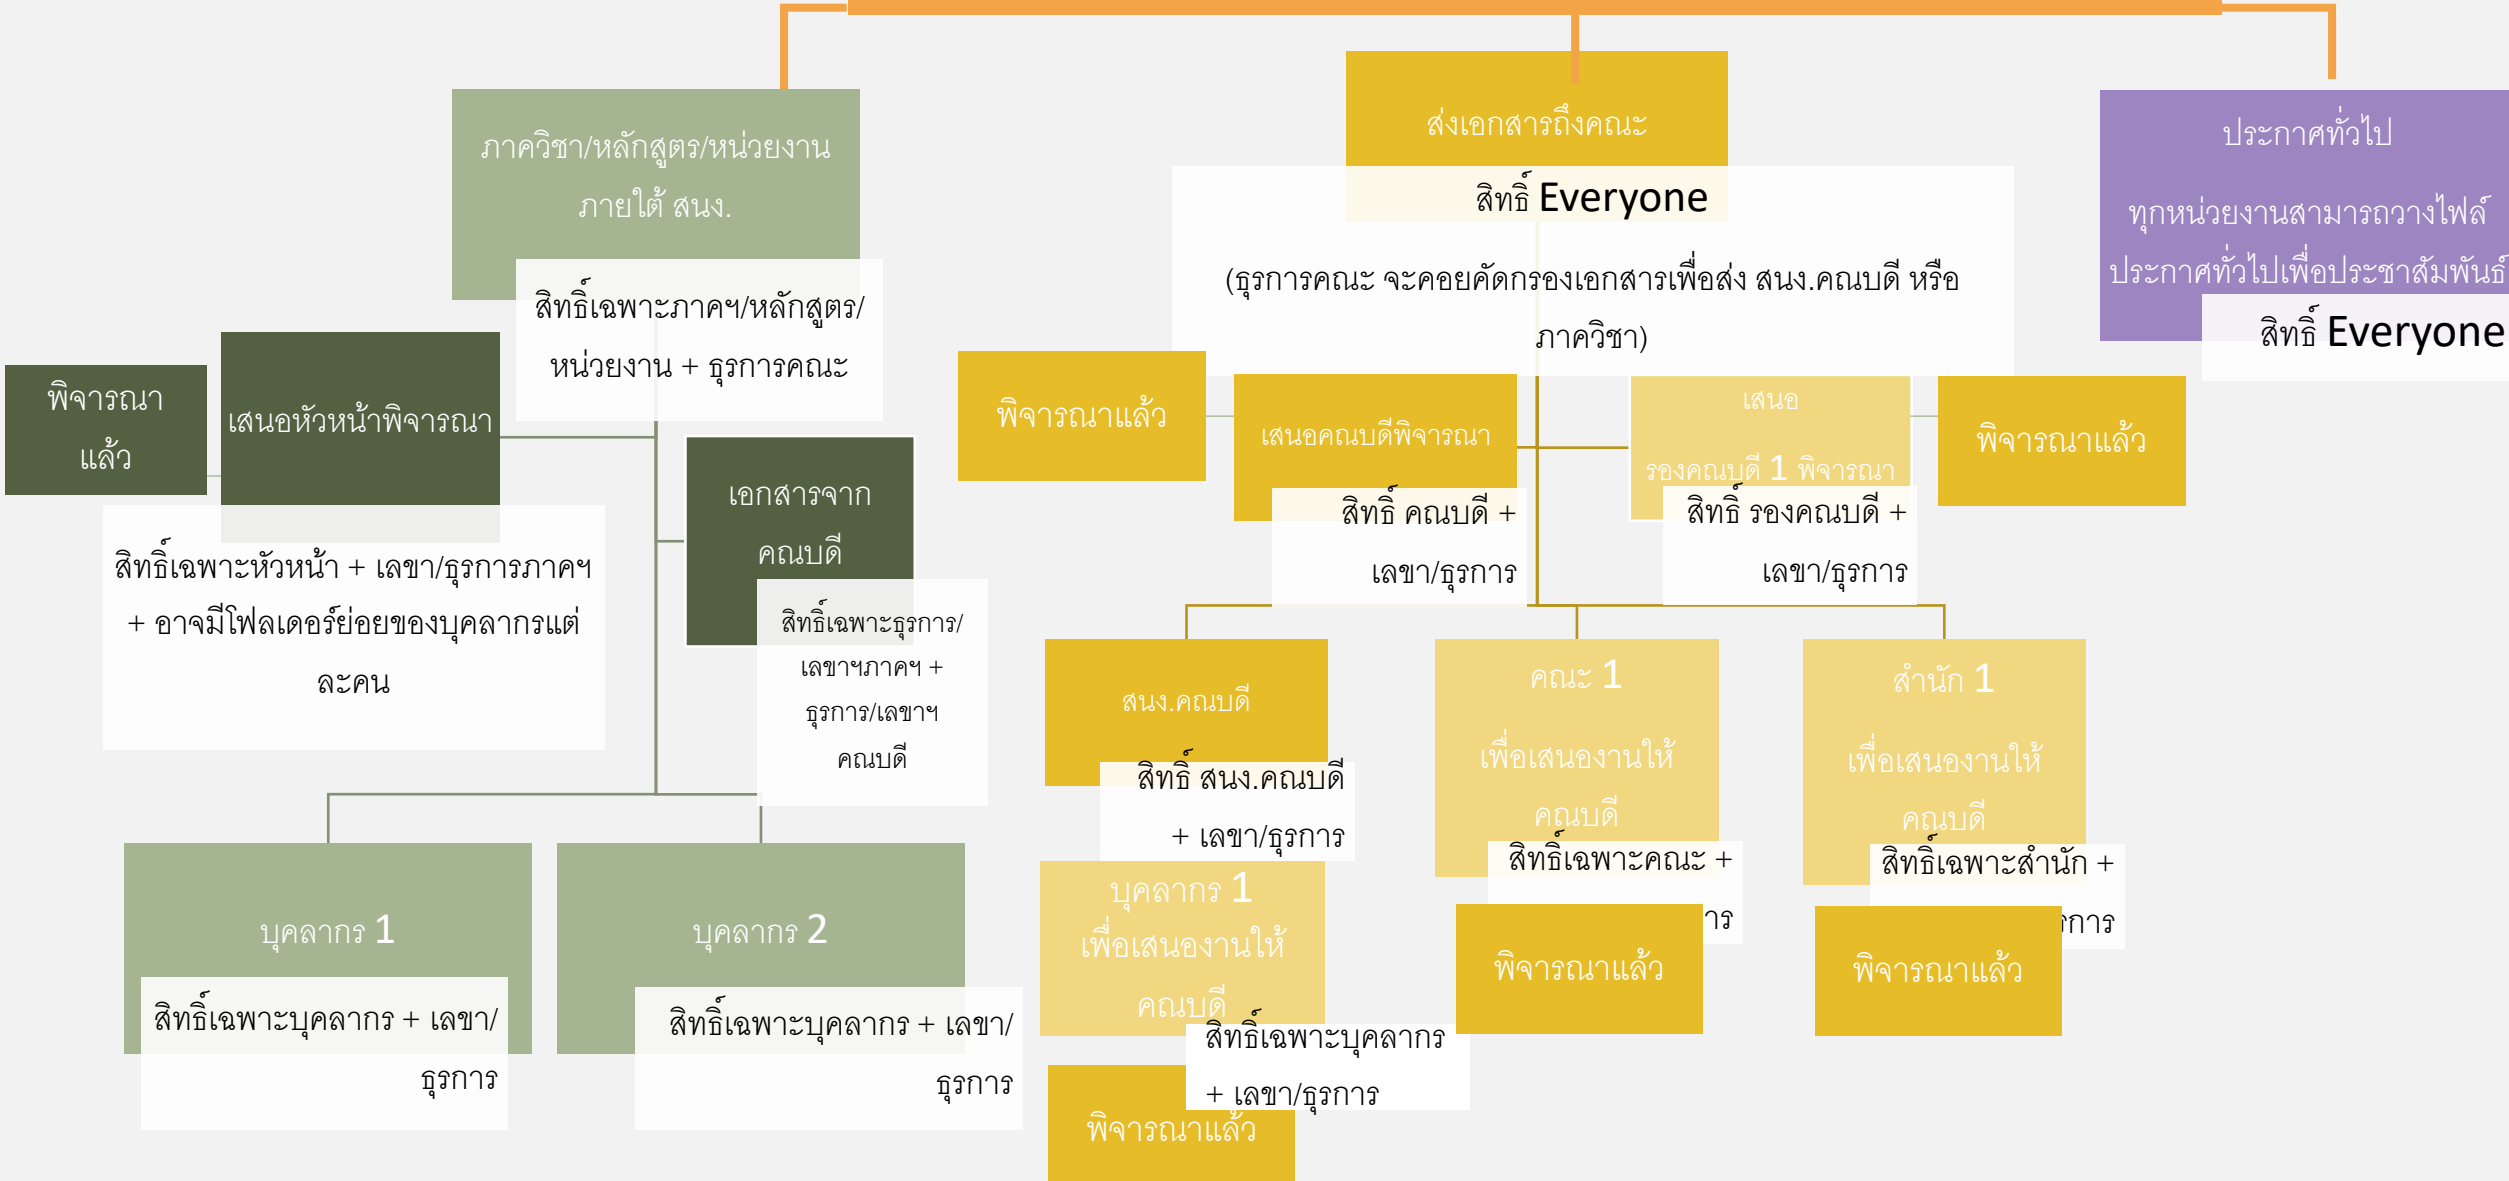 ภาควิชา/หลักสูตร/หน่วยงาน
ภายใต้ สนง.
สิทธิ์เฉพาะภาคฯ/หลักสูตร/
หน่วยงาน + ธุรการคณะ
พิจารณา
แล้ว
เสนอหัวหน้าพิจารณา
สิทธิ์เฉพาะหัวหน้า + เลขา/ธุรการภาคฯ
+ อาจมีโฟลเดอร์ย่อยของบุคลากรแต่
ละคน
เอกสารจาก
คณบดี
สิทธิ์เฉพาะธุรการ/
เลขาฯภาคฯ +
ธุรการ/เลขาฯ
คณบดี
บุคลากร 1
สิทธิ์เฉพาะบุคลากร + เลขา/
ธุรการ
บุคลากร 2
สิทธิ์เฉพาะบุคลากร + เลขา/
ธุรการ
ส่งเอกสารถึงคณะ
สิทธิ์ Everyone
(ธุรการคณะ จะคอยคัดกรองเอกสารเพื่อส่ง สนง.คณบดี หรือ
ภาควิชา)
พิจารณาแล้ว
เสนอคณบดีพิจารณา
สิทธิ์ คณบดี +
เลขา/ธุรการ
เสนอ
รองคณบดี 1 พิจารณา
สิทธิ์ รองคณบดี +
เลขา/ธุรการ
พิจารณาแล้ว
สนง.คณบดี
สิทธิ์ สนง.คณบดี
+ เลขา/ธุรการ
บุคลากร 1
เพื่อเสนองานให้
คณบดี
สิทธิ์เฉพาะบุคลากร
+ เลขา/ธุรการ
พิจารณาแล้ว
คณะ 1
เพื่อเสนองานให้
คณบดี
สิทธิ์เฉพาะคณะ +
พิจารณาแล้ว
สำนัก 1
เพื่อเสนองานให้
คณบดี
สิทธิ์เฉพาะสำนัก +
พิจารณาแล้ว
ประกาศทั่วไป
ทุกหน่วยงานสามารถวางไฟล์
ประกาศทั่วไปเพื่อประชาสัมพันธ์
สิทธิ์ Everyone